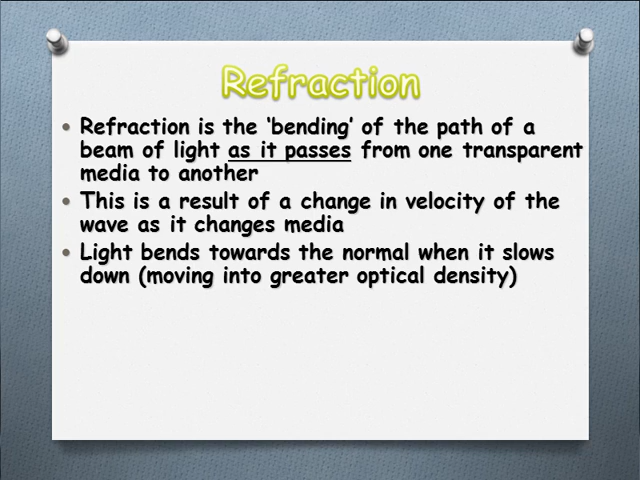 Refraction
• Refraction is the ‘bending’ of the path of a
beam of light as it passes from one transparent
media to another
• This is a result of a change in velocity of the
wave as it changes media
• Light bends towards the normal when it slows
down (moving into greater optical density)